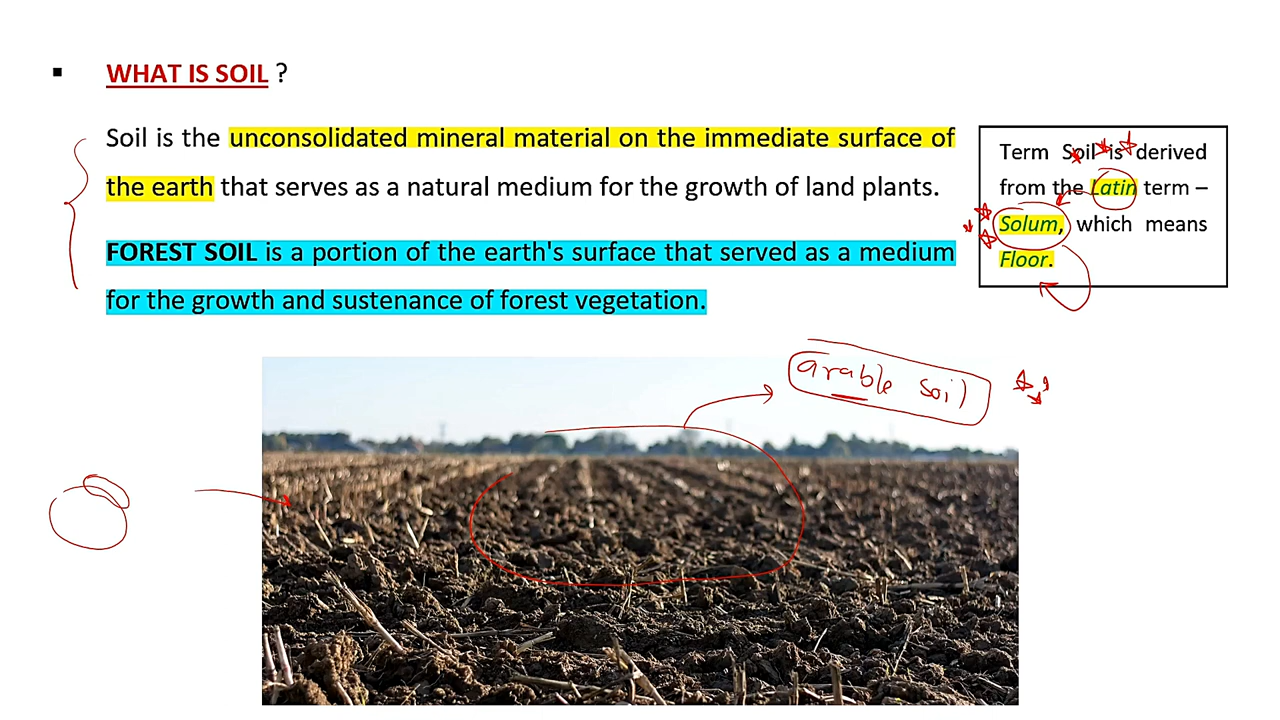 ▪ WHAT IS SOIL ?
Soil is the unconsolidated mineral material on the immediate surface of
the earth that serves as a natural medium for the growth of land plants.
FOREST SOIL is a portion of the earth's surface that served as a medium
for the growth and sustenance of forest vegetation.
Term Soil is derived
from the Latin term –
Solum, which means
Floor.
arable soil